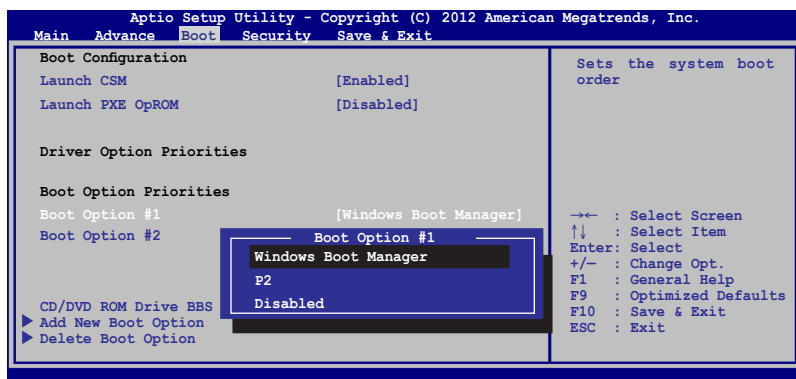 Aptio Setup Utility - Copyright (C) 2012 American Megatrends, Inc.
Main Advance Boot Security Save & Exit
Boot Configuration
Launch CSM [Enabled]
Launch PXE OpROM [Disabled]
Driver Option Priorities
Boot Option Priorities
Boot Option #1 [Windows Boot Manager]
Boot Option #2
CD/DVD ROM Drive BBS
Add New Boot Option
Delete Boot Option
Boot Option #1
Windows Boot Manager
P2
Disabled
Sets the system boot
order
→← : Select Screen
↑↓ : Select Item
Enter: Select
+/— : Change Opt.
F1 : General Help
F9 : Optimized Defaults
F10 : Save & Exit
ESC : Exit